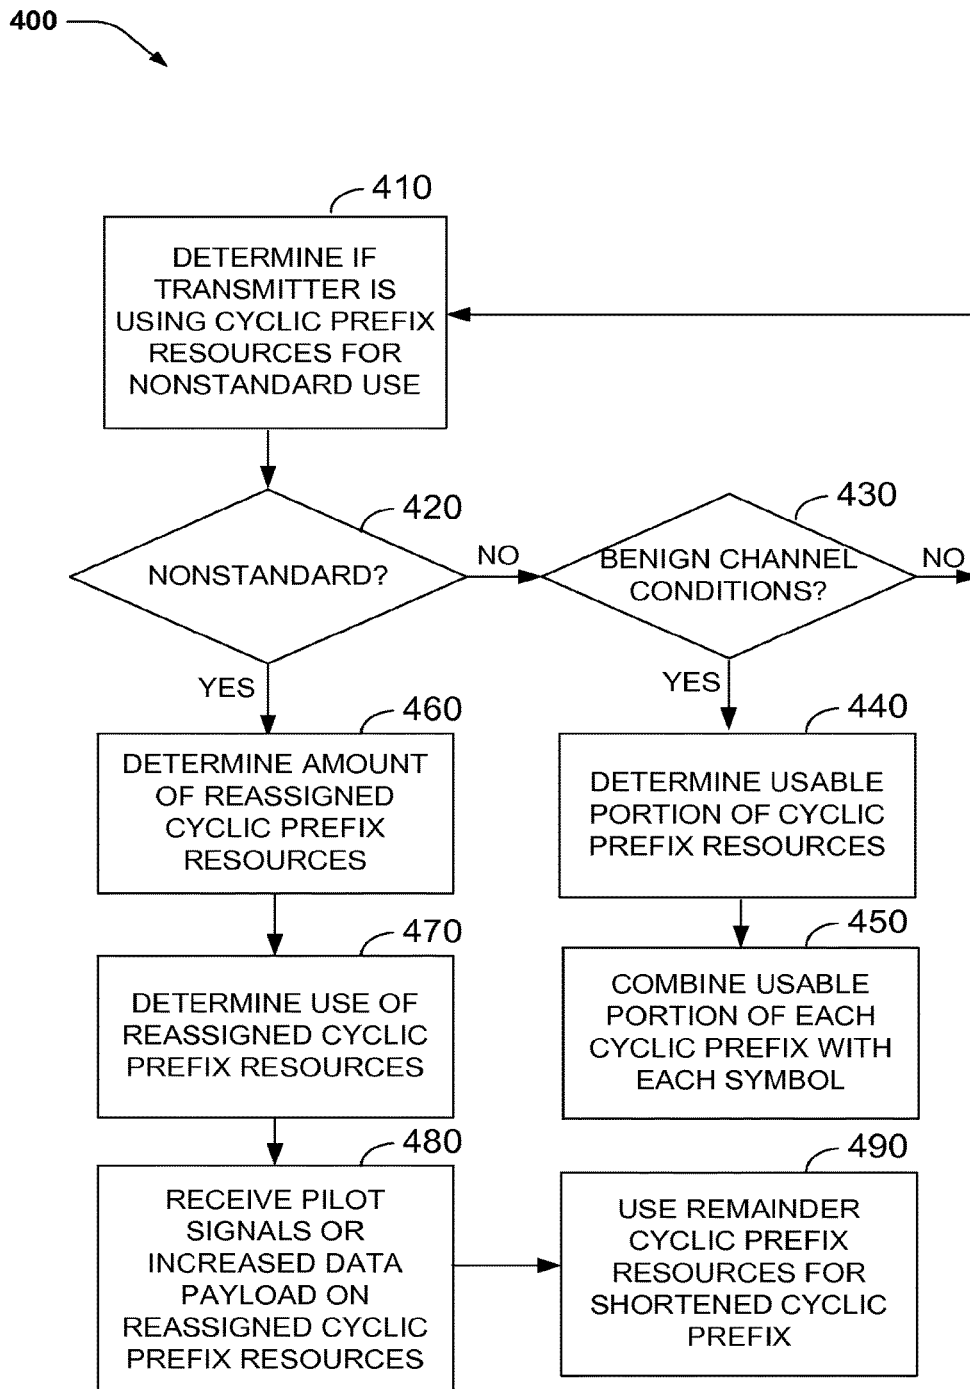 400
410
DETERMINE IF
TRANSMITTER IS
USING CYCLIC PREFIX
RESOURCES FOR
NONSTANDARD USE
420
NONSTANDARD?
NO
430
BENIGN CHANNEL
CONDITIONS?
NO
YES
YES
460
DETERMINE AMOUNT
OF REASSIGNED
CYCLIC PREFIX
RESOURCES
440
DETERMINE USABLE
PORTION OF CYCLIC
PREFIX RESOURCES
470
DETERMINE USE OF
REASSIGNED CYCLIC
PREFIX RESOURCES
450
COMBINE USABLE
PORTION OF EACH
CYCLIC PREFIX WITH
EACH SYMBOL
480
RECEIVE PILOT
SIGNALS OR
INCREASED DATA
PAYLOAD ON
REASSIGNED CYCLIC
PREFIX RESOURCES
490
USE REMAINDER
CYCLIC PREFIX
RESOURCES FOR
SHORTENED CYCLIC
PREFIX